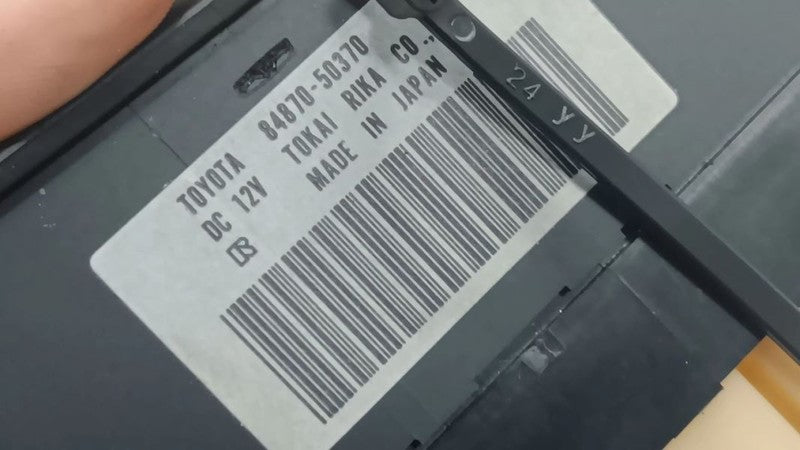 TOYOTA 84870-50370
DC 12V TOKAI RIKA CO.,
MADE IN JAPAN
24 YY